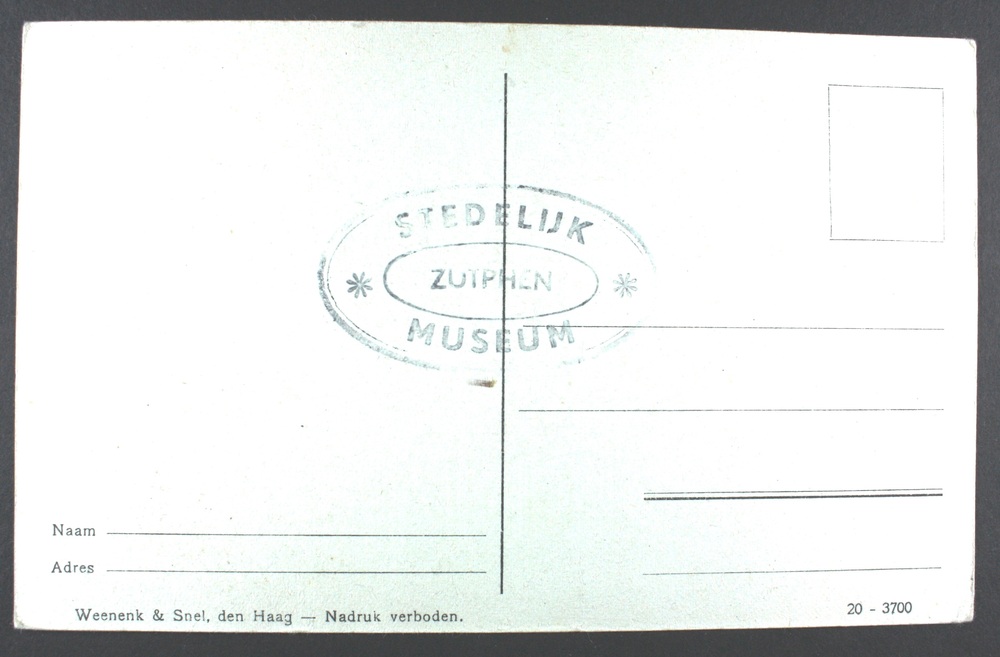 STEDELIJK
ZUTPHEN
MUSEUM
Naam
Adres
Weenenk & Snel, den Haag — Nadruk verboden.
20 - 3700